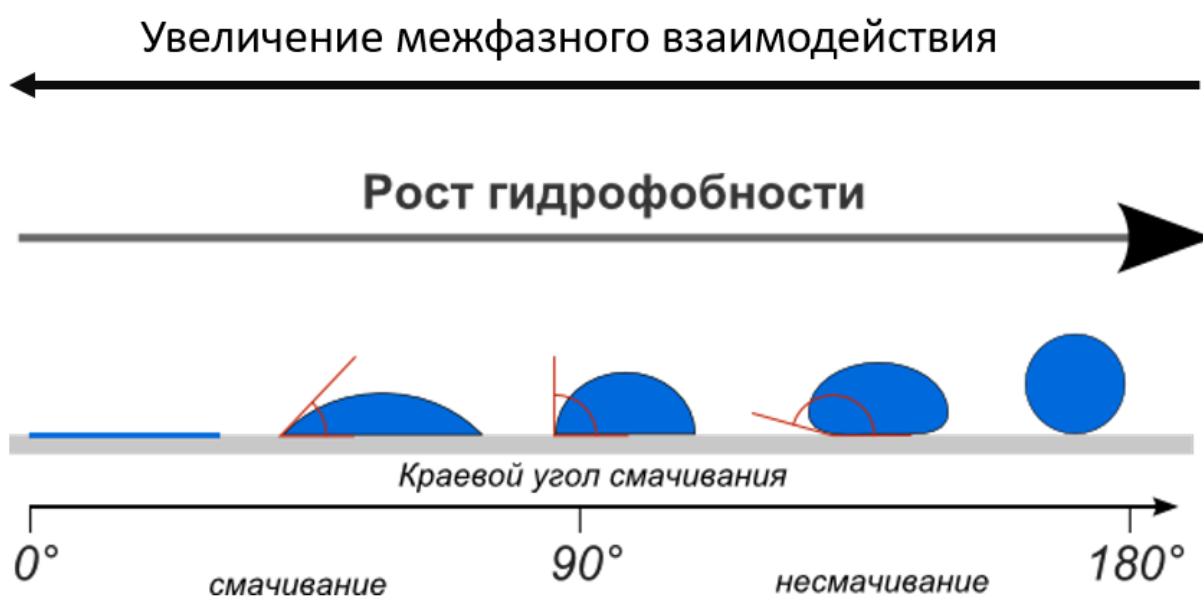 Увеличение межфазного взаимодействия
Рост гидрофобности
Краевой угол смачивания
0° 90° 180°
смачивание несмачивание